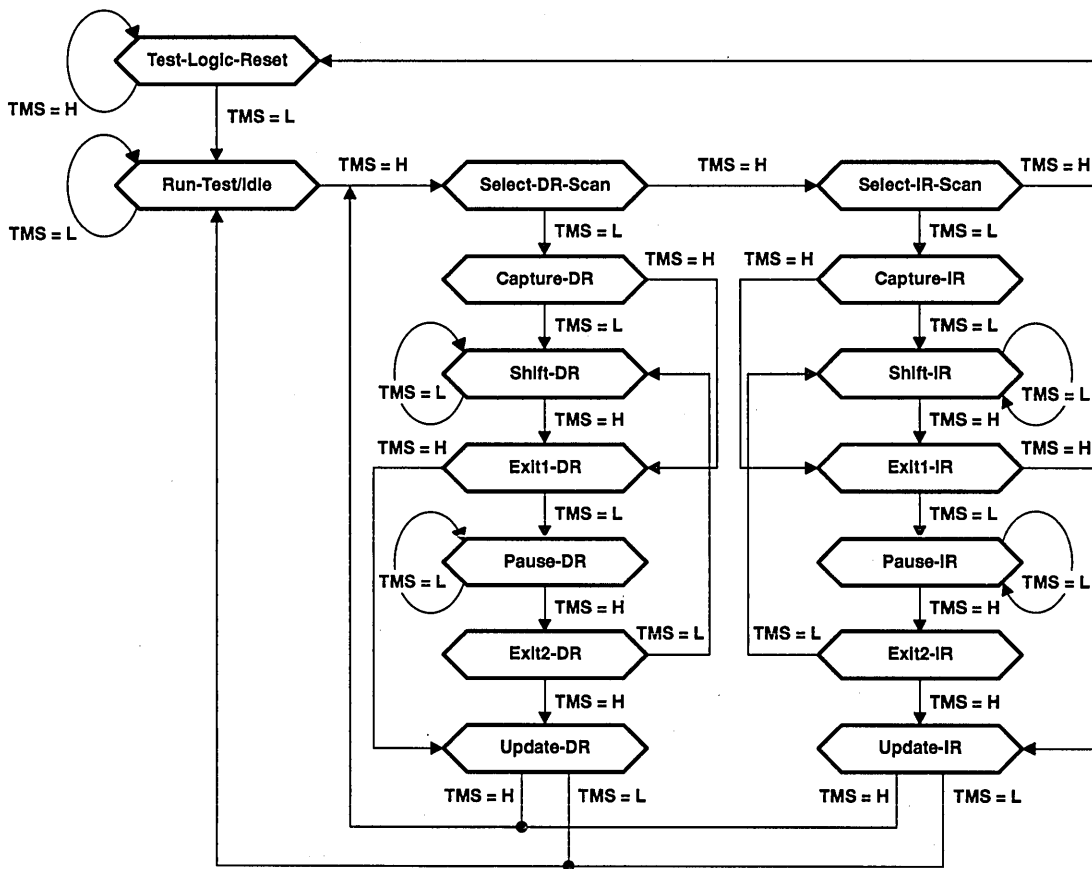 Test-Logic-Reset
TMS = H
TMS = L
TMS = H
TMS = H
TMS = H
Run-Test/Idle
Select-DR-Scan
Select-IR-Scan
TMS = L
TMS = L
TMS = L
TMS = H
TMS = H
Capture-DR
Capture-IR
TMS = L
TMS = L
Shift-DR
Shift-IR
TMS = L
TMS = L
TMS = H
TMS = H
TMS = H
TMS = H
Exit1-DR
Exit1-IR
TMS = L
TMS = L
Pause-DR
Pause-IR
TMS = L
TMS = L
TMS = H
TMS = H
Exit2-DR
TMS = L
TMS = L
Exit2-IR
TMS = H
TMS = H
Update-DR
Update-IR
TMS = H
TMS = L
TMS = H
TMS = L